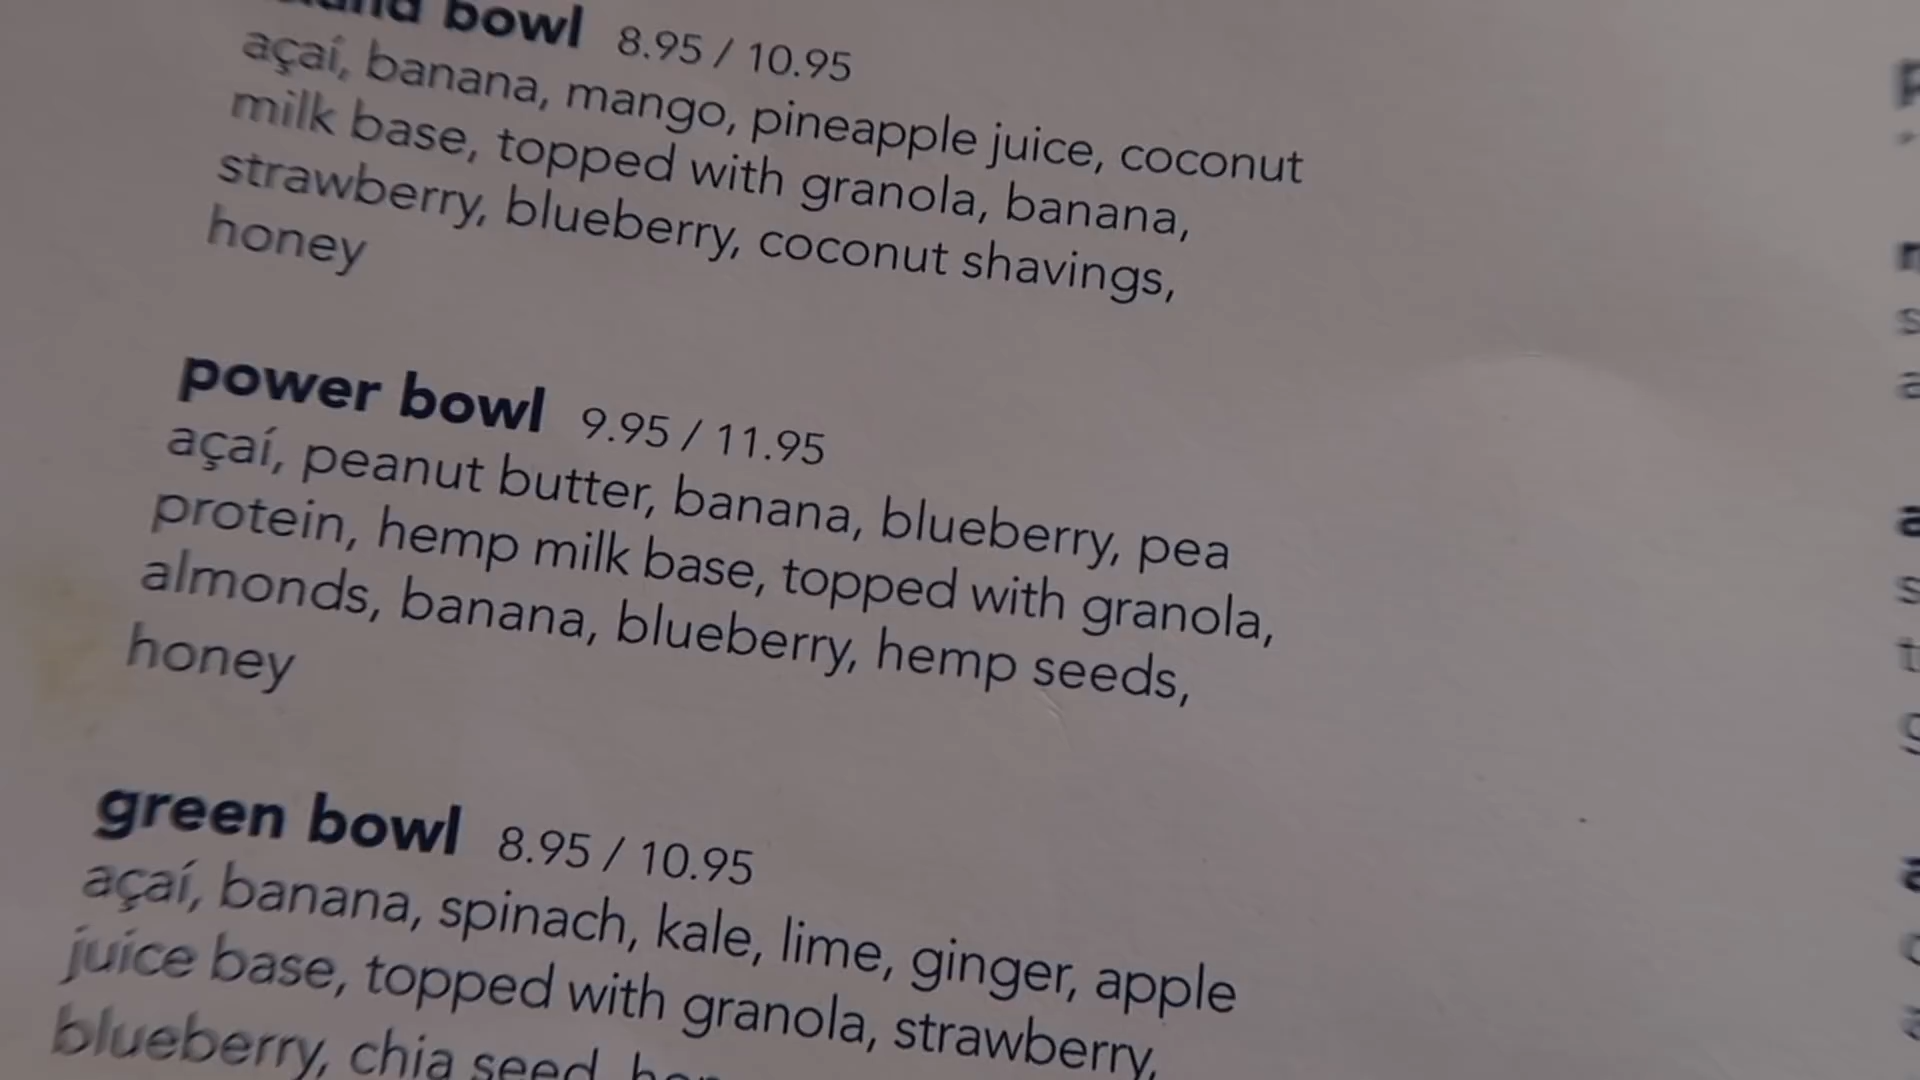 bowl 8.95 / 10.95
açaí, banana, mango, pineapple juice, coconut
milk base, topped with granola, banana,
strawberry, blueberry, coconut shavings,
honey
power bowl 9.95 / 11.95
açaí, peanut butter, banana, blueberry, pea
protein, hemp milk base, topped with granola,
almonds, banana, blueberry, hemp seeds,
honey
green bowl 8.95 / 10.95
açaí, banana, spinach, kale, lime, ginger, apple
juice base, topped with granola, strawberry,
blueberry, chia seed,